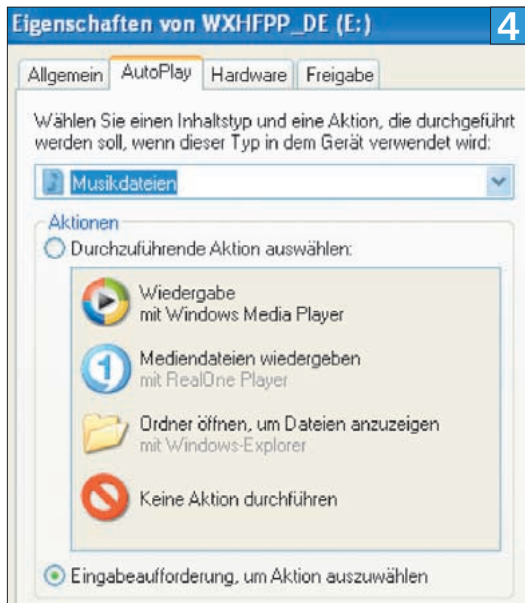 Eigenschaften von WXHFPP_DE (E:)
4
Allgemein AutoPlay Hardware Freigabe
Wählen Sie einen Inhaltstyp und eine Aktion, die durchgeführt
werden soll, wenn dieser Typ in dem Gerät verwendet wird:
Musikdateien
Aktionen
Durchzuführende Aktion auswählen:
Wiedergabe
mit Windows Media Player
1
Mediendateien wiedergeben
mit RealOne Player
Ordner öffnen, um Dateien anzuzeigen
mit Windows-Explorer
Keine Aktion durchführen
Eingabeaufforderung, um Aktion auszuwählen